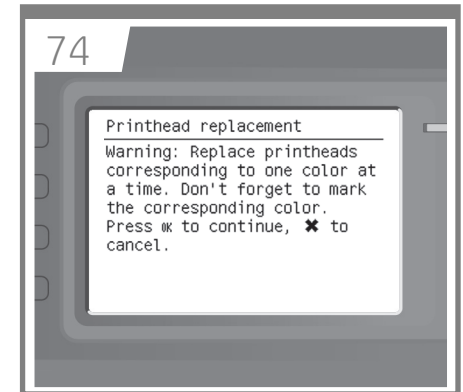 74
Printhead replacement
Warning: Replace printheads
corresponding to one color at
a time. Don't forget to mark
the corresponding color.
Press OK to continue, ✖ to
cancel.